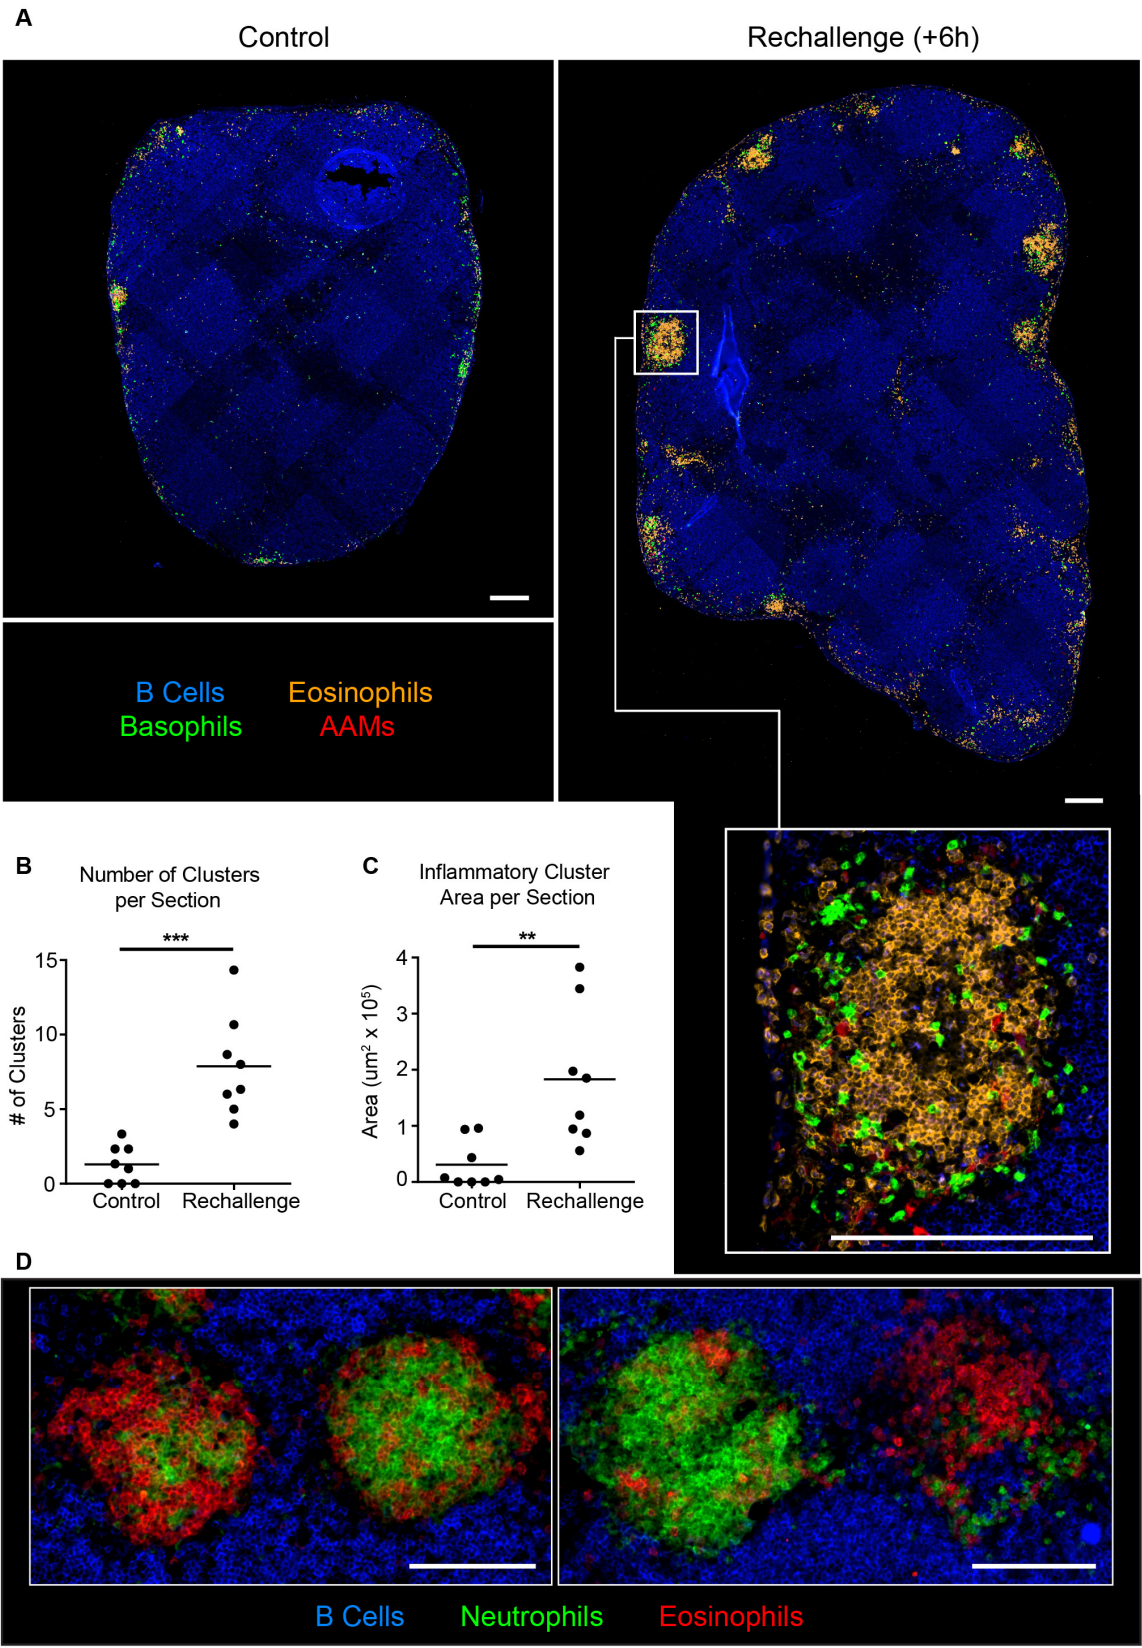 A
Control
Rechallenge (+6h)
B Cells
Eosinophils
Basophils
AAMs
B
Number of Clusters
per Section
***
# of Clusters
15
10
5
0
Control
Rechallenge
C
Inflammatory Cluster
Area per Section
**
Area (um² x 10⁵)
4
3
2
1
0
Control
Rechallenge
D
B Cells
Neutrophils
Eosinophils